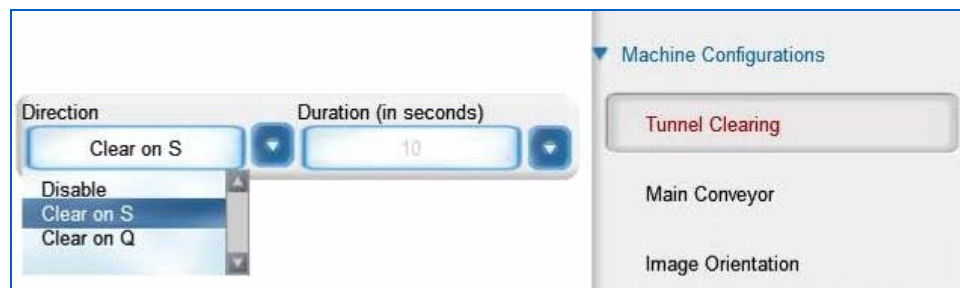 Direction
Duration (in seconds)
Clear on S
10
Disable
Clear on S
Clear on Q
Machine Configurations
Tunnel Clearing
Main Conveyor
Image Orientation